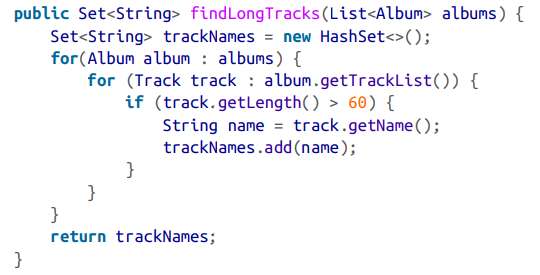 public Set<String> findLongTracks(List<Album> albums) {
    Set<String> trackNames = new HashSet<>();
    for(Album album : albums) {
        for (Track track : album.getTrackList()) {
            if (track.getLength() > 60) {
                String name = track.getName();
                trackNames.add(name);
            }
        }
    }
    return trackNames;
}